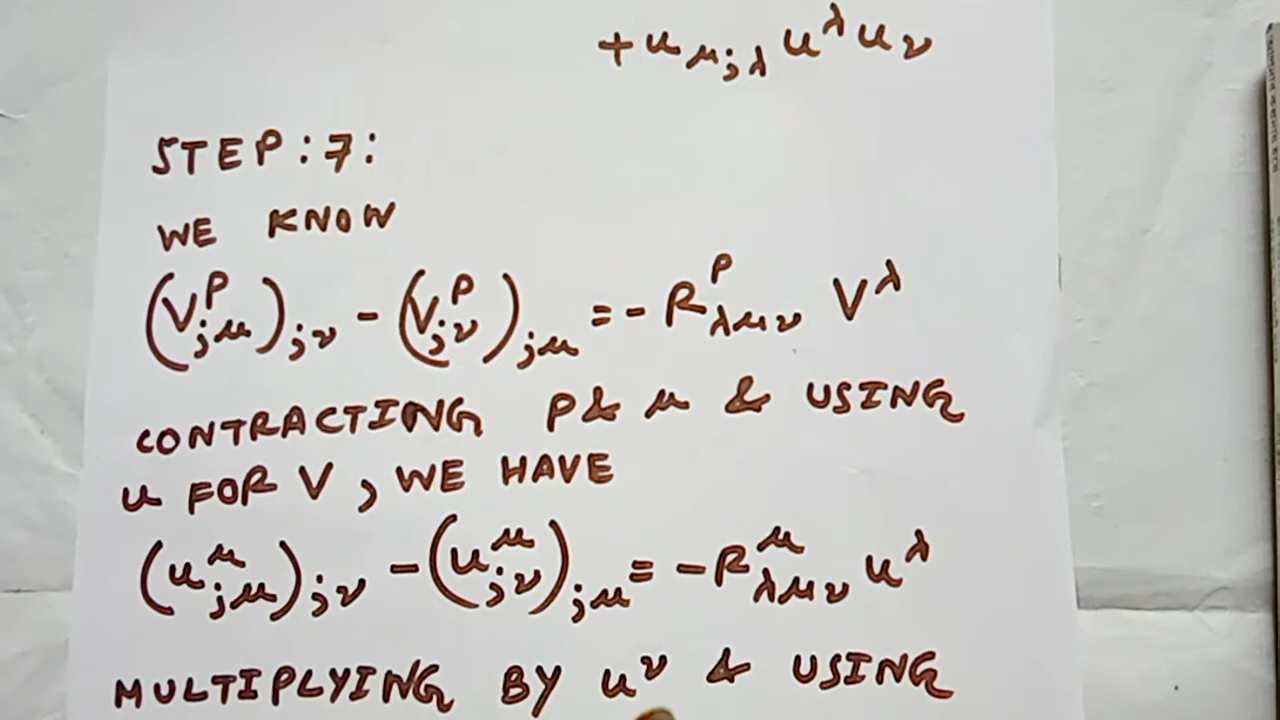 + u_{μ;λ} u^λ u_ν
STEP:7:
WE KNOW
(V^ρ_{;μ})_{;ν} - (V^ρ_{;ν})_{;μ} = - R^ρ_{λμν} V^λ
CONTRACTING ρ & μ & USING
u FOR V, WE HAVE
(u^μ_{;μ})_{;ν} - (u^μ_{;ν})_{;μ} = - R^μ_{λμν} u^λ
MULTIPLYING BY u^ν & USING